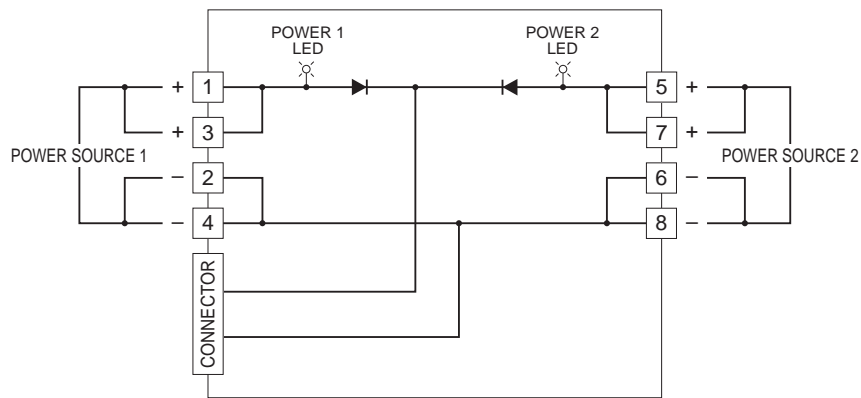 POWER 1
LED
POWER 2
LED
+ 1
5 +
+ 3
7 +
POWER SOURCE 1
POWER SOURCE 2
– 2
6 –
– 4
8 –
CONNECTOR